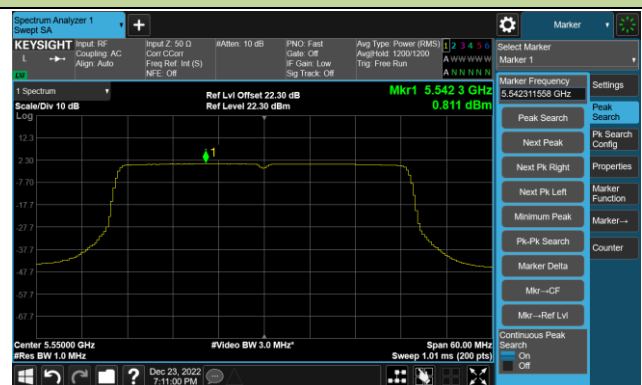 Spectrum Analyzer 1
Swept SA
Marker
KEYSIGHT
L
LW
Input: RF
Coupling: AC
Align: Auto
Input Z: 50 Ω
Corr CCorr
Freq Ref: Int (S)
NFE: Off
#Atten: 10 dB
PNO: Fast
Gate: Off
IF Gain: Low
Sig Track: Off
Avg Type: Power (RMS)
Avg|Hold: 1200/1200
Trig: Free Run
1 2 3 4 5 6
A W W W W W
A N N N N N
Select Marker
Marker 1
1 Spectrum
Scale/Div 10 dB
Log
Ref Lvl Offset 22.30 dB
Ref Level 22.30 dBm
Mkr1 5.542 3 GHz
0.811 dBm
1
12.3
2.30
-7.70
-17.7
-27.7
-37.7
-47.7
-57.7
-67.7
Center 5.55000 GHz
#Res BW 1.0 MHz
#Video BW 3.0 MHz*
Span 60.00 MHz
Sweep 1.01 ms (200 pts)
Marker Frequency
5.542311558 GHz
Peak Search
Next Peak
Next Pk Right
Next Pk Left
Minimum Peak
Pk-Pk Search
Marker Delta
Mkr→CF
Mkr→Ref Lvl
Continuous Peak
Search
On
Off
Settings
Peak
Search
Pk Search
Config
Properties
Marker
Function
Marker→
Counter
Dec 23, 2022
7:11:00 PM